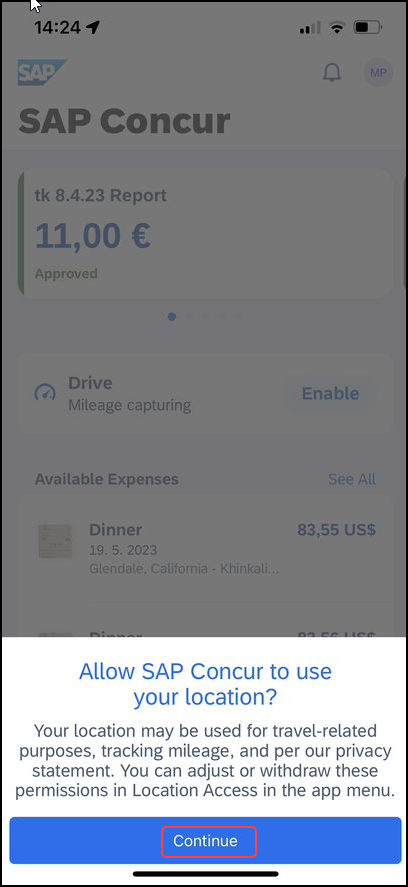 14:24
SAP
MP
SAP Concur
tk 8.4.23 Report
11,00 €
Approved
Drive
Mileage capturing
Enable
Available Expenses
See All
Dinner
83,55 US$
19. 5. 2023
Glendale, California - Khinkali...
Dinner
83,56 US$
Allow SAP Concur to use
your location?
Your location may be used for travel-related
purposes, tracking mileage, and per our privacy
statement. You can adjust or withdraw these
permissions in Location Access in the app menu.
Continue